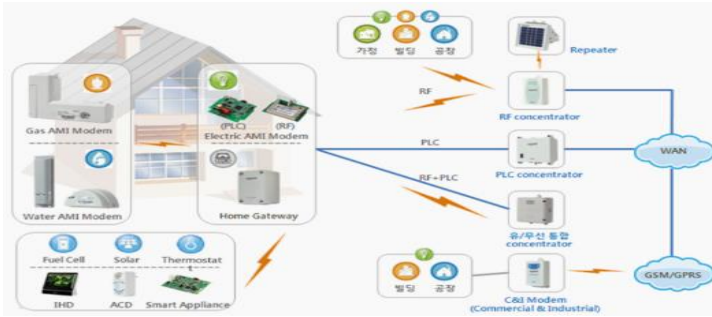 가정 빌딩 공장
Repeater
RF
RF concentrator
Gas AMI Modem
(PLC) (RF)
Electric AMI Modem
PLC
PLC concentrator
WAN
RF+PLC
Water AMI Modem
Home Gateway
유/무선 통합
concentrator
Fuel Cell Solar Thermostat
t
IHD ACD Smart Appliance
빌딩 공장
C&I Modem
(Commercial & Industrial)
GSM/GPRS